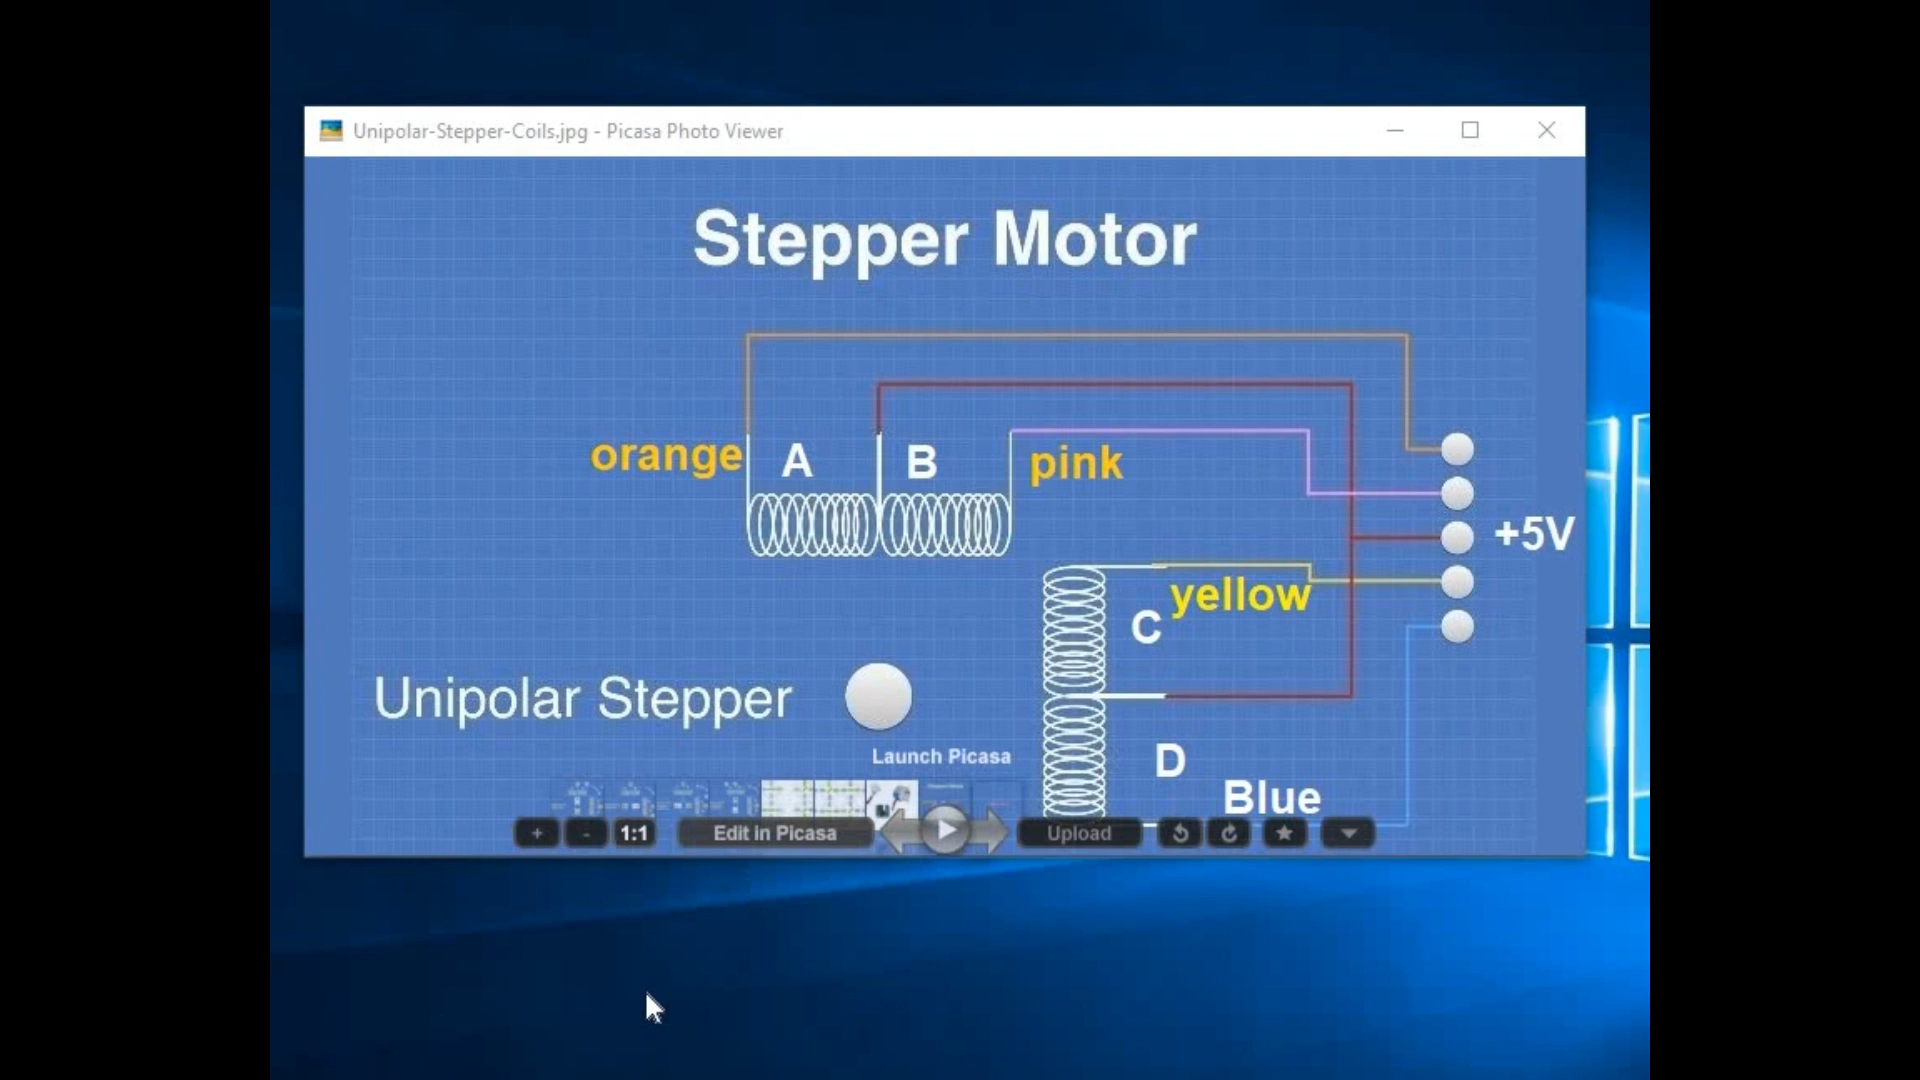 Unipolar-Stepper-Coils.jpg - Picasa Photo Viewer
Stepper Motor
orange A B pink
+5V
yellow
C
Unipolar Stepper
Launch Picasa
D
Blue
+ - 1:1 Edit in Picasa Upload